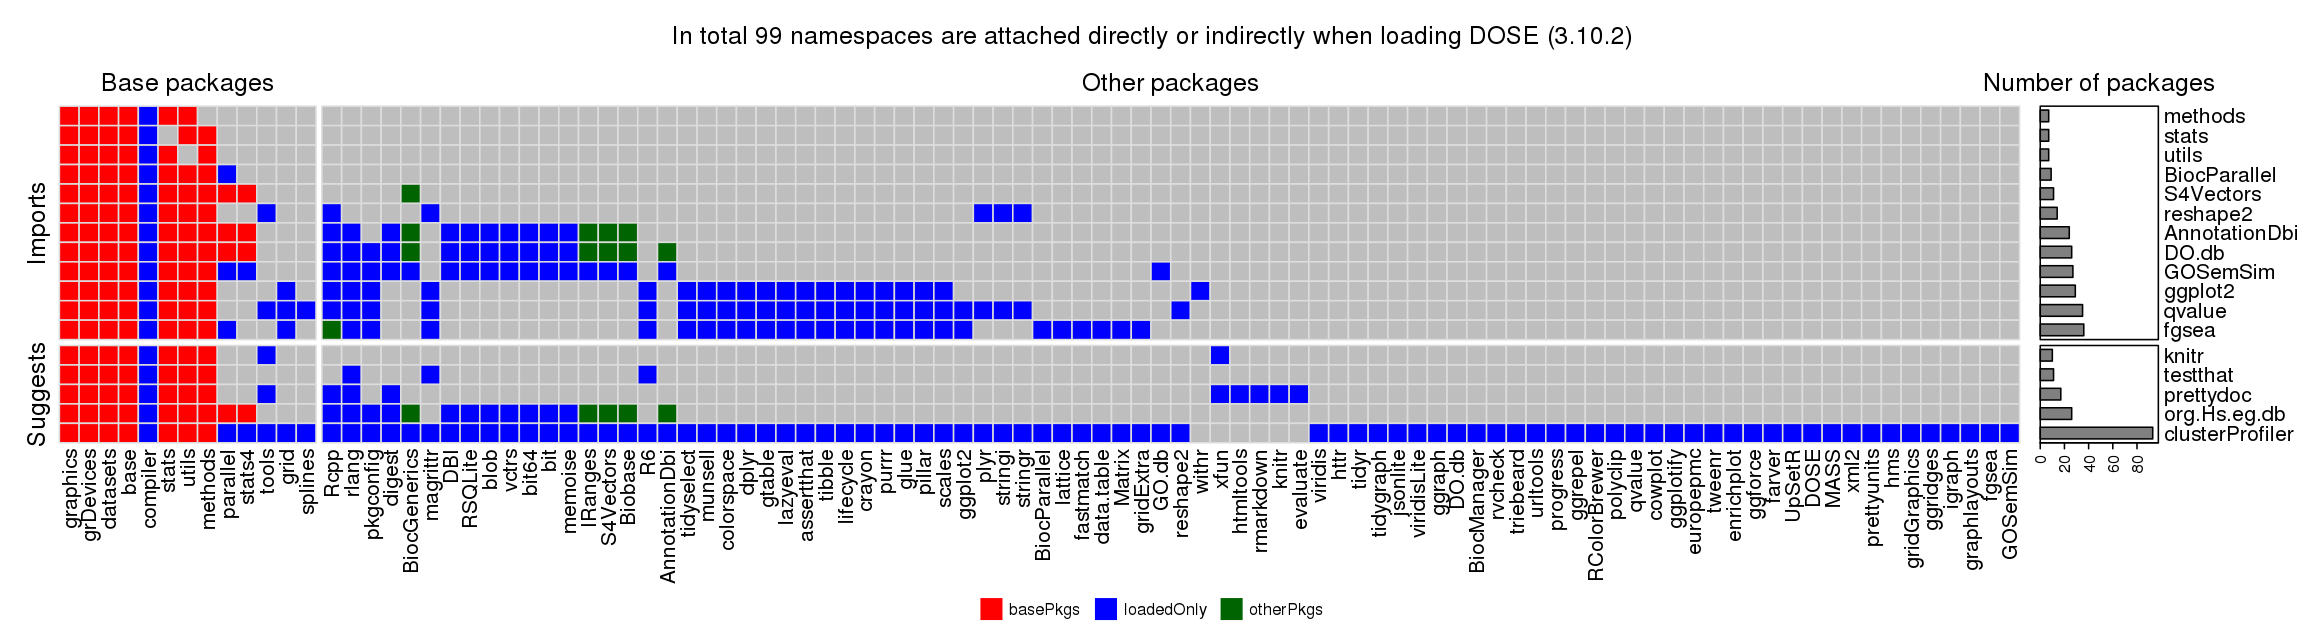 In total 99 namespaces are attached directly or indirectly when loading DOSE (3.10.2)
Base packages
Other packages
Number of packages
Imports
Suggests
methods
stats
utils
BiocParallel
S4Vectors
reshape2
AnnotationDbi
DO.db
GOSemSim
ggplot2
qvalue
fgsea
knitr
testthat
prettydoc
org.Hs.eg.db
clusterProfiler
graphics
grDevices
datasets
base
compiler
stats
utils
methods
parallel
stats4
tools
grid
splines
Rcpp
rlang
pkgconfig
digest
BiocGenerics
magrittr
DBI
RSQLite
blob
vctrs
bit64
bit
memoise
IRanges
S4Vectors
Biobase
R6
AnnotationDbi
tidyselect
munsell
colorspace
dplyr
gtable
lazyeval
assertthat
tibble
lifecycle
crayon
purrr
glue
pillar
scales
ggplot2
plyr
stringi
stringr
BiocParallel
lattice
fastmatch
data.table
Matrix
gridExtra
GO.db
reshape2
withr
xfun
htmltools
rmarkdown
knitr
evaluate
viridis
httr
tidyr
tidygraph
jsonlite
viridisLite
ggraph
DO.db
BiocManager
rvcheck
triebeard
urltools
progress
ggrepel
RColorBrewer
polyclip
qvalue
cowplot
ggplotify
europepmc
tweenr
enrichplot
ggforce
farver
UpSetR
DOSE
MASS
xml2
prettyunits
hms
gridGraphics
ggridges
igraph
graphlayouts
fgsea
GOSemSim
0
20
40
60
80
basePkgs
loadedOnly
otherPkgs